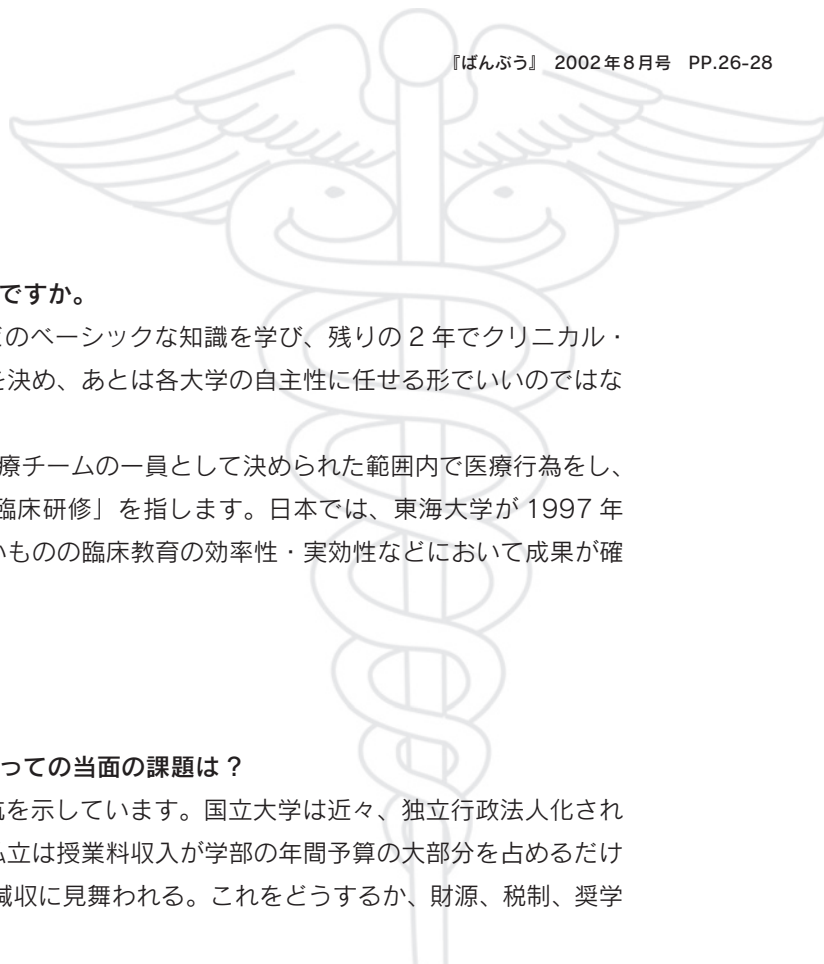 『ばんぶう』 2002年8月号 PP.26-28
ですか。
のベーシックな知識を学び、残りの2年でクリニカル・
を決め、あとは各大学の自主性に任せる形でいいのではな
療チームの一員として決められた範囲内で医療行為をし、
臨床研修」を指します。日本では、東海大学が1997年
いものの臨床教育の効率性・実効性などにおいて成果が確
っての当面の課題は?
を示しています。国立大学は近々、独立行政法人化され
立は授業料収入が学部の年間予算の大部分を占めるだけ
減収に見舞われる。これをどうするか、財源、税制、奨学